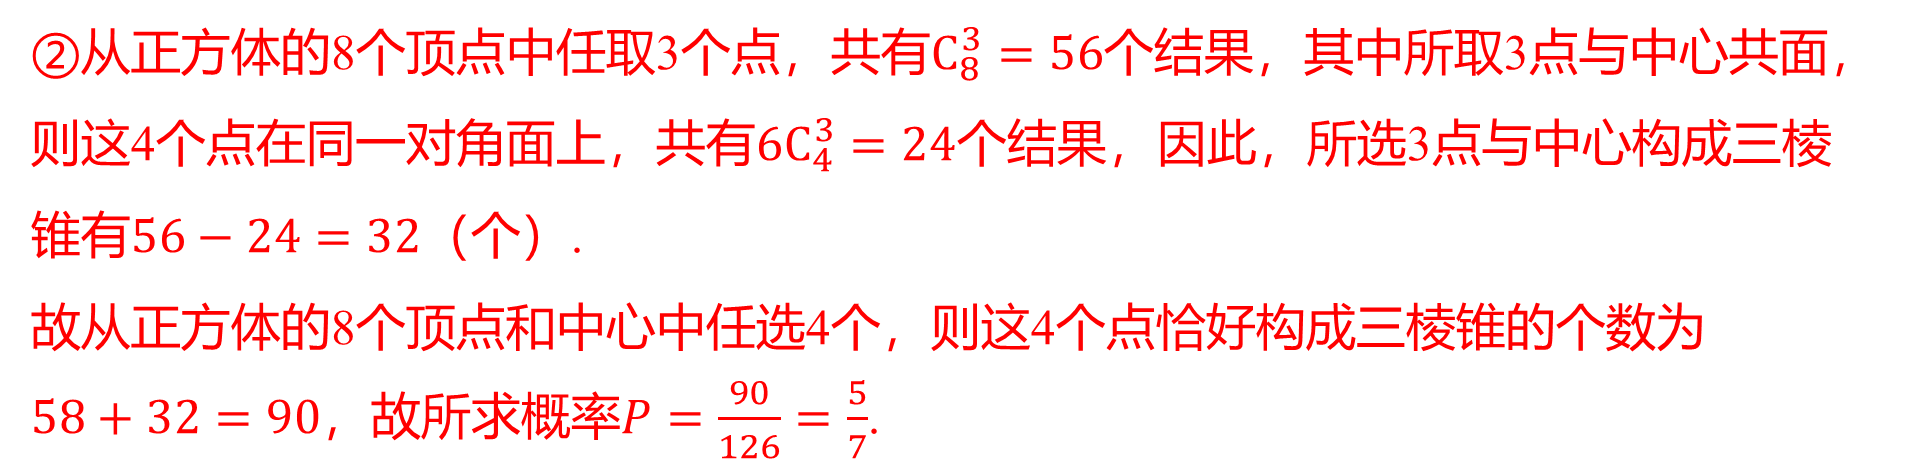 ②从正方体的8个顶点中任取3个点，共有C₈³ = 56个结果，其中所取3点与中心共面，
则这4个点在同一对角面上，共有6C₄³ = 24个结果，因此，所选3点与中心构成三棱
锥有56 − 24 = 32（个）.
故从正方体的8个顶点和中心中任选4个，则这4个点恰好构成三棱锥的个数为
58 + 32 = 90，故所求概率P = 90/126 = 5/7.